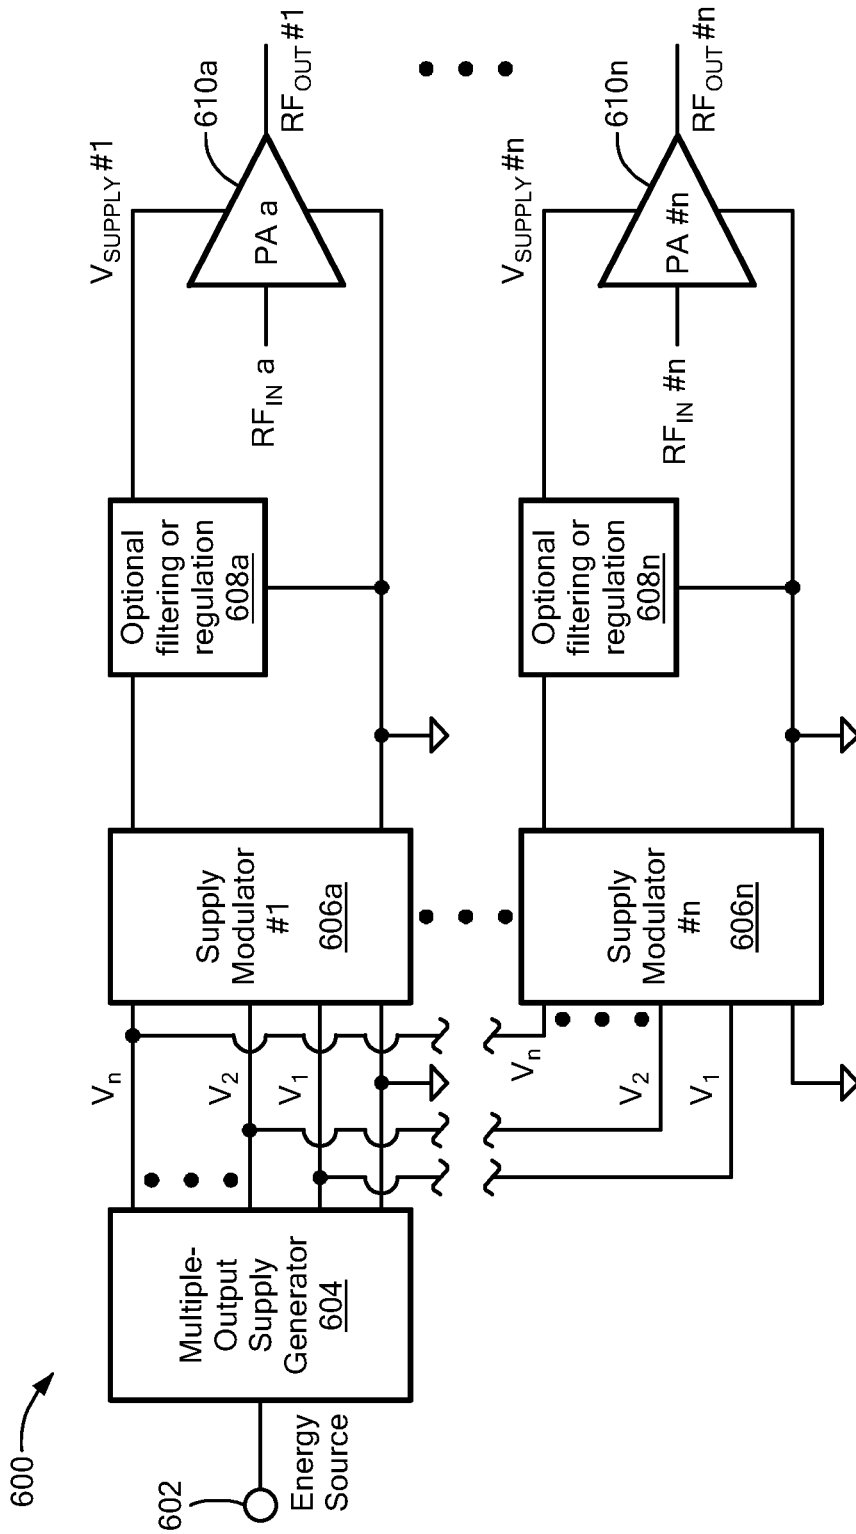 600
602
Energy
Source
Multiple-
Output
Supply
Generator
604
Vn
V2
V1
Supply
Modulator
#1
606a
Optional
filtering or
regulation
608a
VSUPPLY #1
RFIN a
PA a
610a
RFOUT #1
Vn
V2
V1
Supply
Modulator
#n
606n
Optional
filtering or
regulation
608n
VSUPPLY #n
RFIN #n
PA #n
610n
RFOUT #n